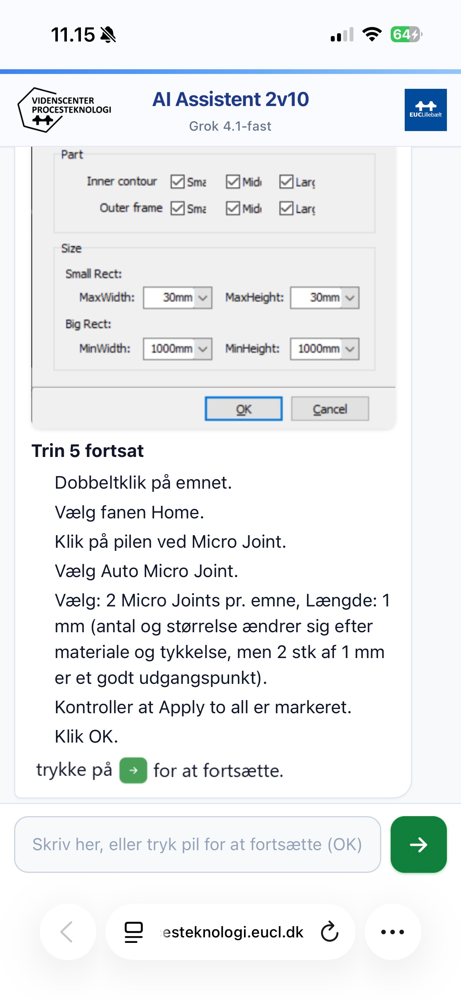 11.15
64
VIDENSCENTER
PROCESTEKNOLOGI
AI Assistent 2v10
Grok 4.1-fast
EUCLillebælt
Part
Inner contour
Outer frame
Size
Small Rect:
MaxWidth: 30mm MaxHeight: 30mm
Big Rect:
MinWidth: 1000mm MinHeight: 1000mm
OK Cancel
Trin 5 fortsat
Dobbeltklik på emnet.
Vælg fanen Home.
Klik på pilen ved Micro Joint.
Vælg Auto Micro Joint.
Vælg: 2 Micro Joints pr. emne, Længde: 1
mm (antal og størrelse ændrer sig efter
materiale og tykkelse, men 2 stk af 1 mm
er et godt udgangspunkt).
Kontroller at Apply to all er markeret.
Klik OK.
trykke på → for at fortsætte.
Skriv her, eller tryk pil for at fortsætte (OK)
esteknologi.eucl.dk